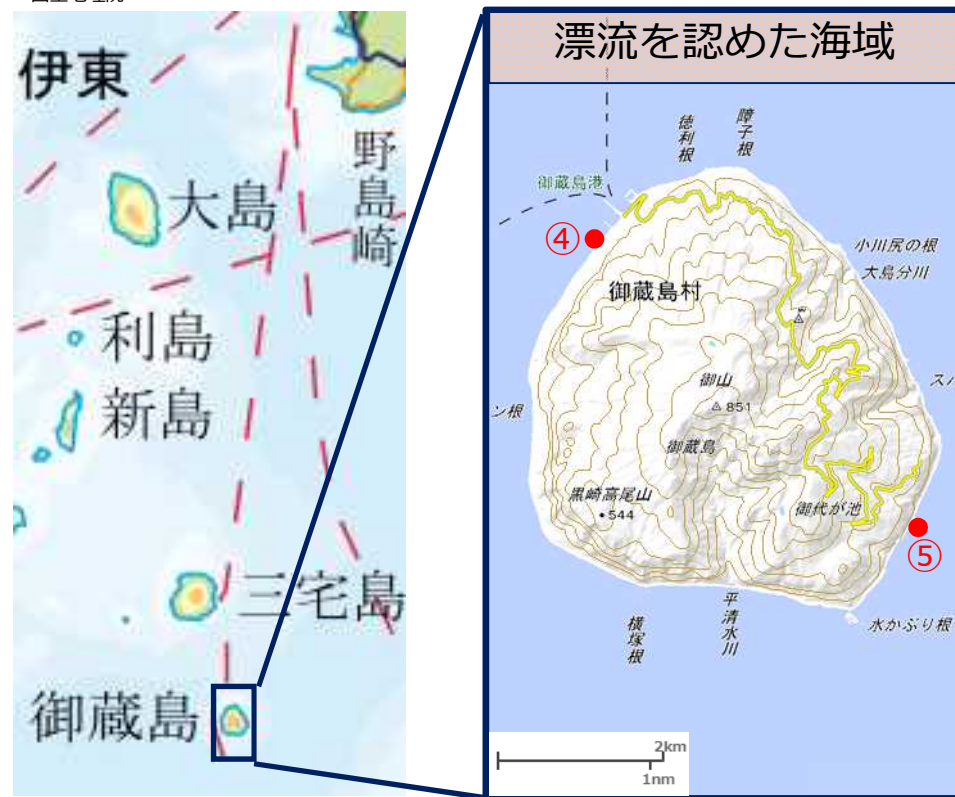 伊東
大島
野島崎
利島
新島
三宅島
御蔵島
漂流を認めた海域
徳利根
障子根
御蔵島港
④
小川尻の根
大島分川
御蔵島村
御山
851
御蔵島
黒崎高尾山
544
御代が池
⑤
ン根
スバ
横塚根
平清水川
水かぶり根
2km
1nm